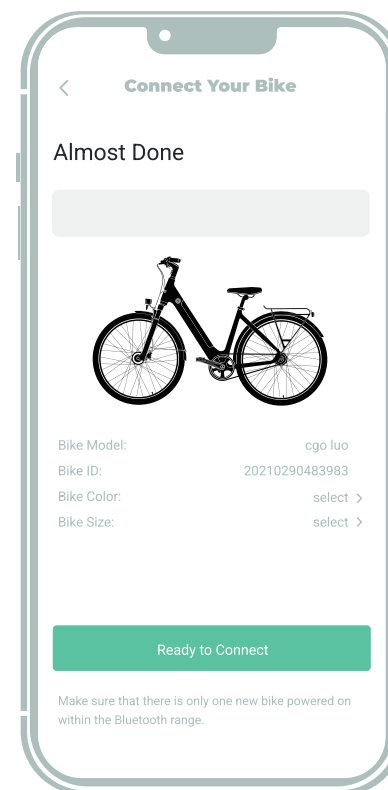 Connect Your Bike
Almost Done
Bike Model: cgo luo
Bike ID: 20210290483983
Bike Color: select
Bike Size: select
Ready to Connect
Make sure that there is only one new bike powered on
within the Bluetooth range.